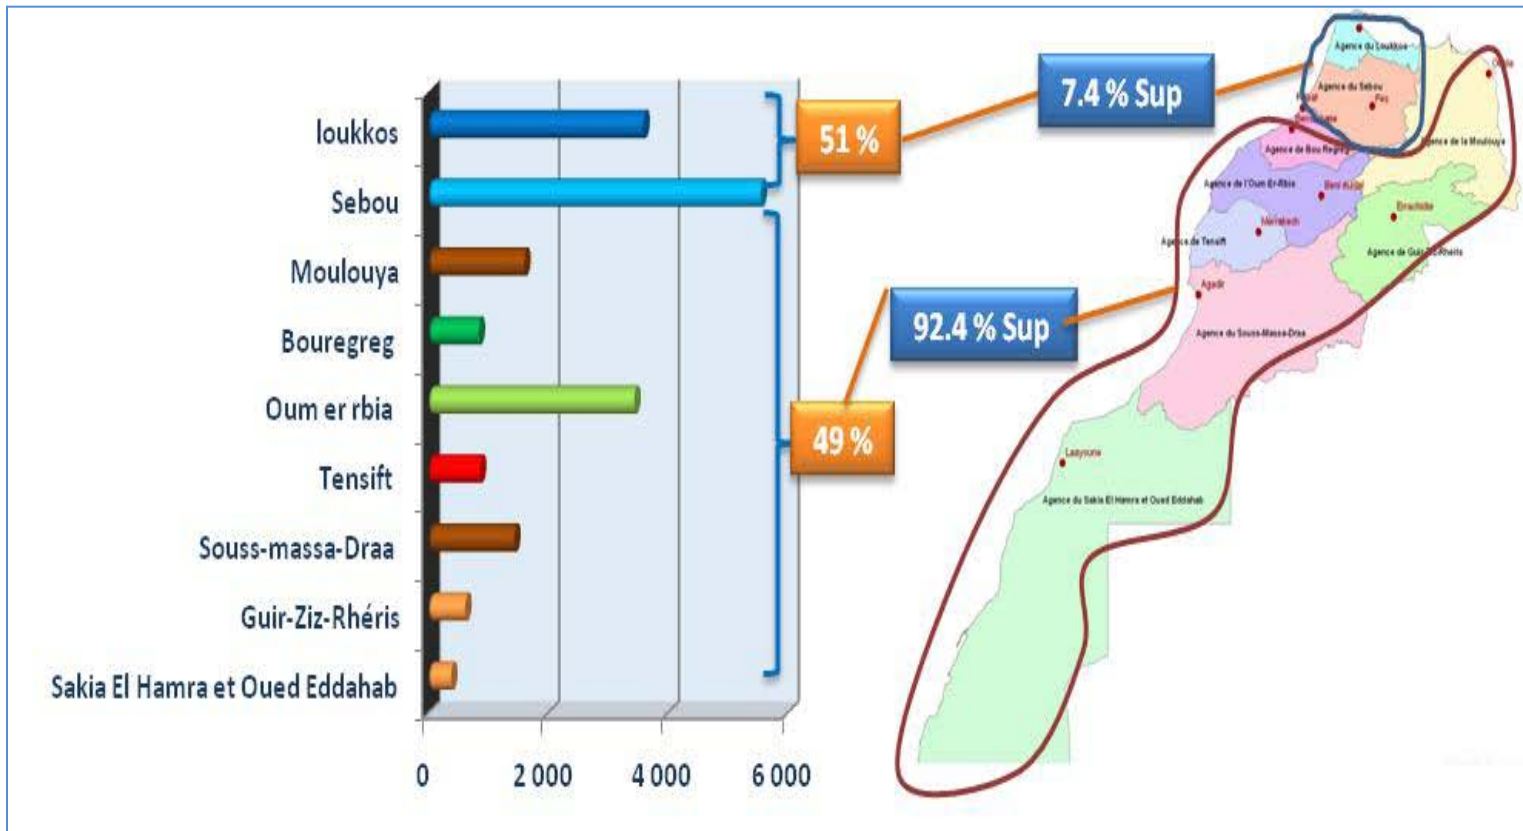 loukkos
Sebou
Moulouya
Bouregreg
Oum er rbia
Tensift
Souss-massa-Draa
Guir-Ziz-Rhéris
Sakia El Hamra et Oued Eddahab
0 2 000 4 000 6 000
51 %
49 %
7.4 % Sup
92.4 % Sup
Agence du Loukkos
Agence du Sebou
Fes
Agence de la Moulouya
Agence de Bou Regreg
Agence de l'Oum Er-Rbia
Beni Mellal
Marrakech
Errachidia
Agence de Tensift
Agence de Guir-Ziz-Rheris
Agadir
Agence du Souss-Massa-Draa
Laayoune
Agence du Sakia El Hamra et Oued Eddahab